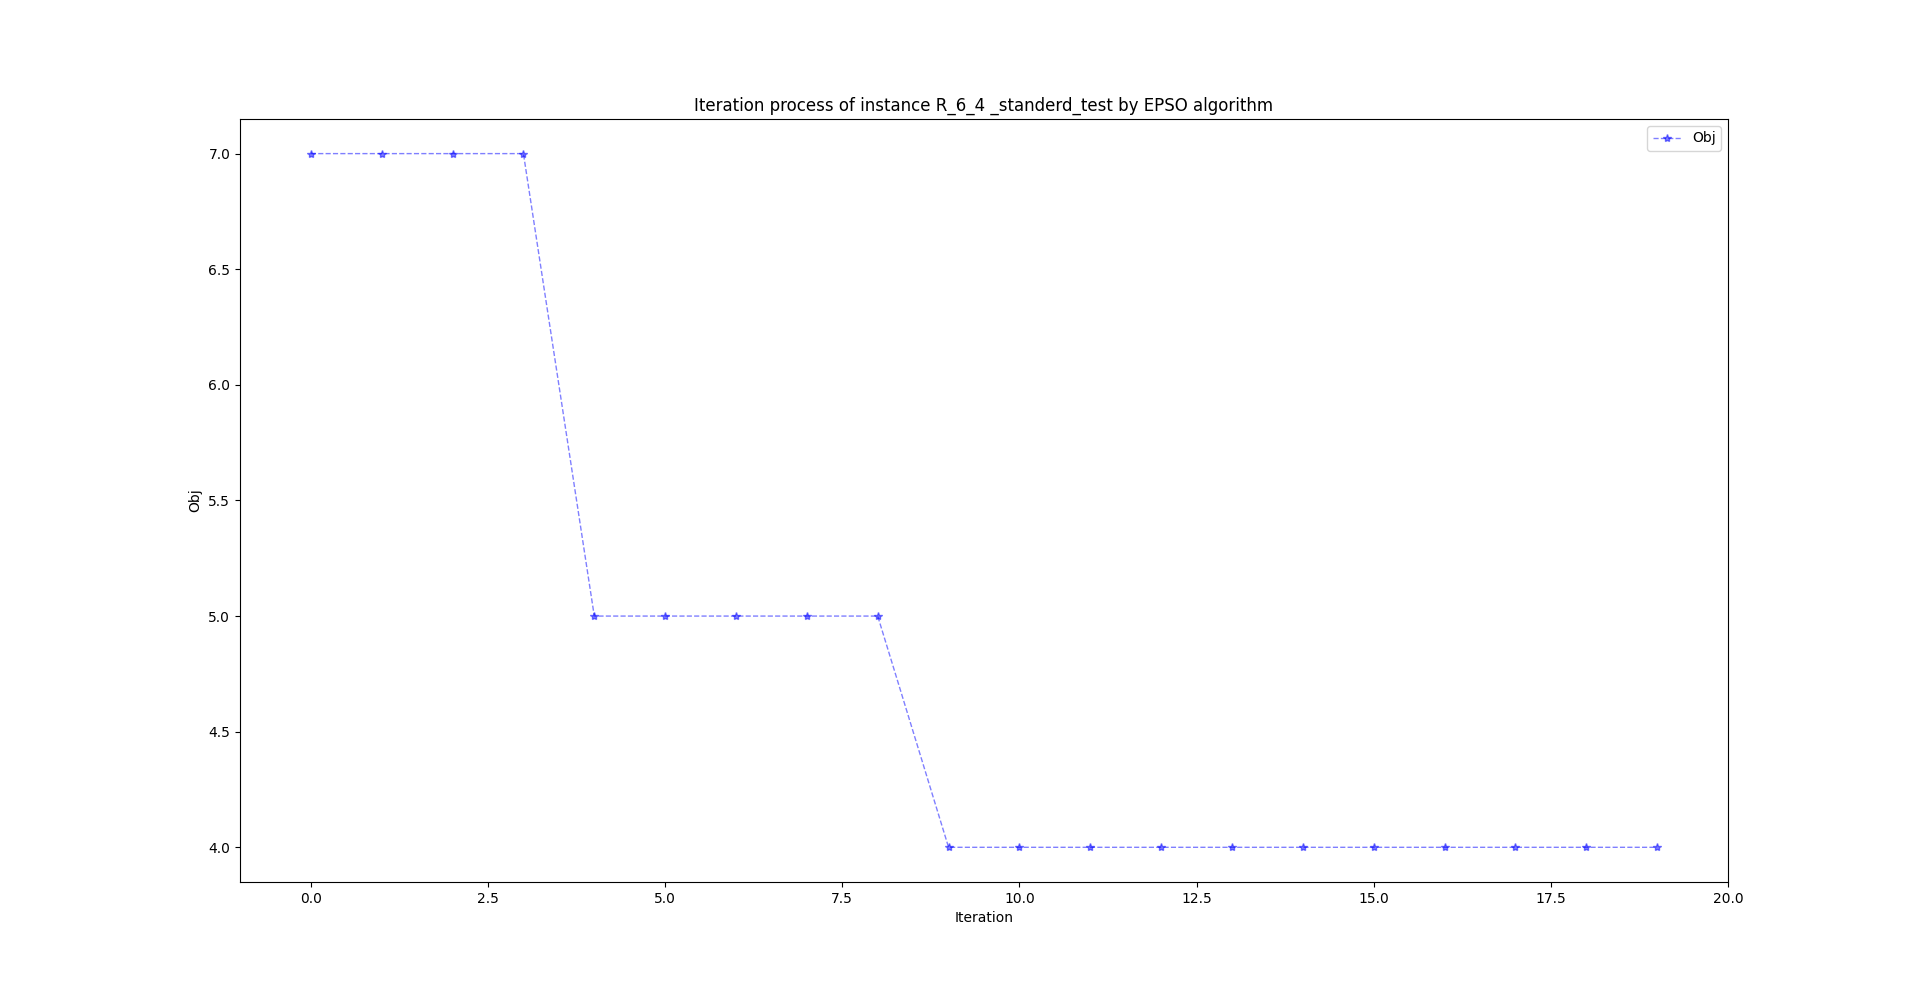 Iteration process of instance R_6_4 _standerd_test by EPSO algorithm
Obj
7.0
6.5
6.0
5.5
5.0
4.5
4.0
Obj
0.0 2.5 5.0 7.5 10.0 12.5 15.0 17.5 20.0
Iteration